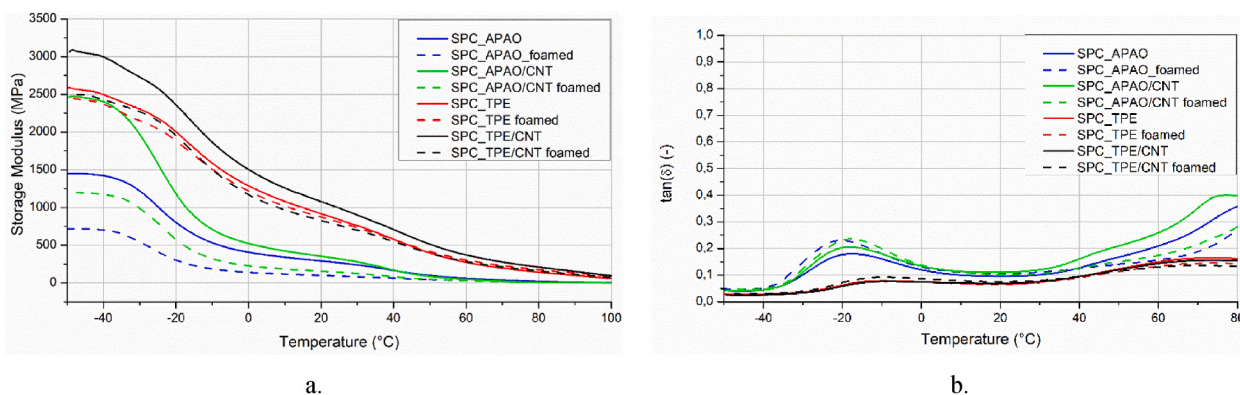 3500
3000
2500
2000
1500
1000
500
0
Storage Modulus (MPa)
-40 -20 0 20 40 60 80 100
Temperature (°C)
SPC_APAO
SPC_APAO_foamed
SPC_APAO/CNT
SPC_APAO/CNT foamed
SPC_TPE
SPC_TPE foamed
SPC_TPE/CNT
SPC_TPE/CNT foamed
a.
1,0
0,9
0,8
0,7
0,6
0,5
0,4
0,3
0,2
0,1
0,0
tan(δ) (-)
-40 -20 0 20 40 60 80
Temperature (°C)
SPC_APAO
SPC_APAO_foamed
SPC_APAO/CNT
SPC_APAO/CNT foamed
SPC_TPE
SPC_TPE foamed
SPC_TPE/CNT
SPC_TPE/CNT foamed
b.